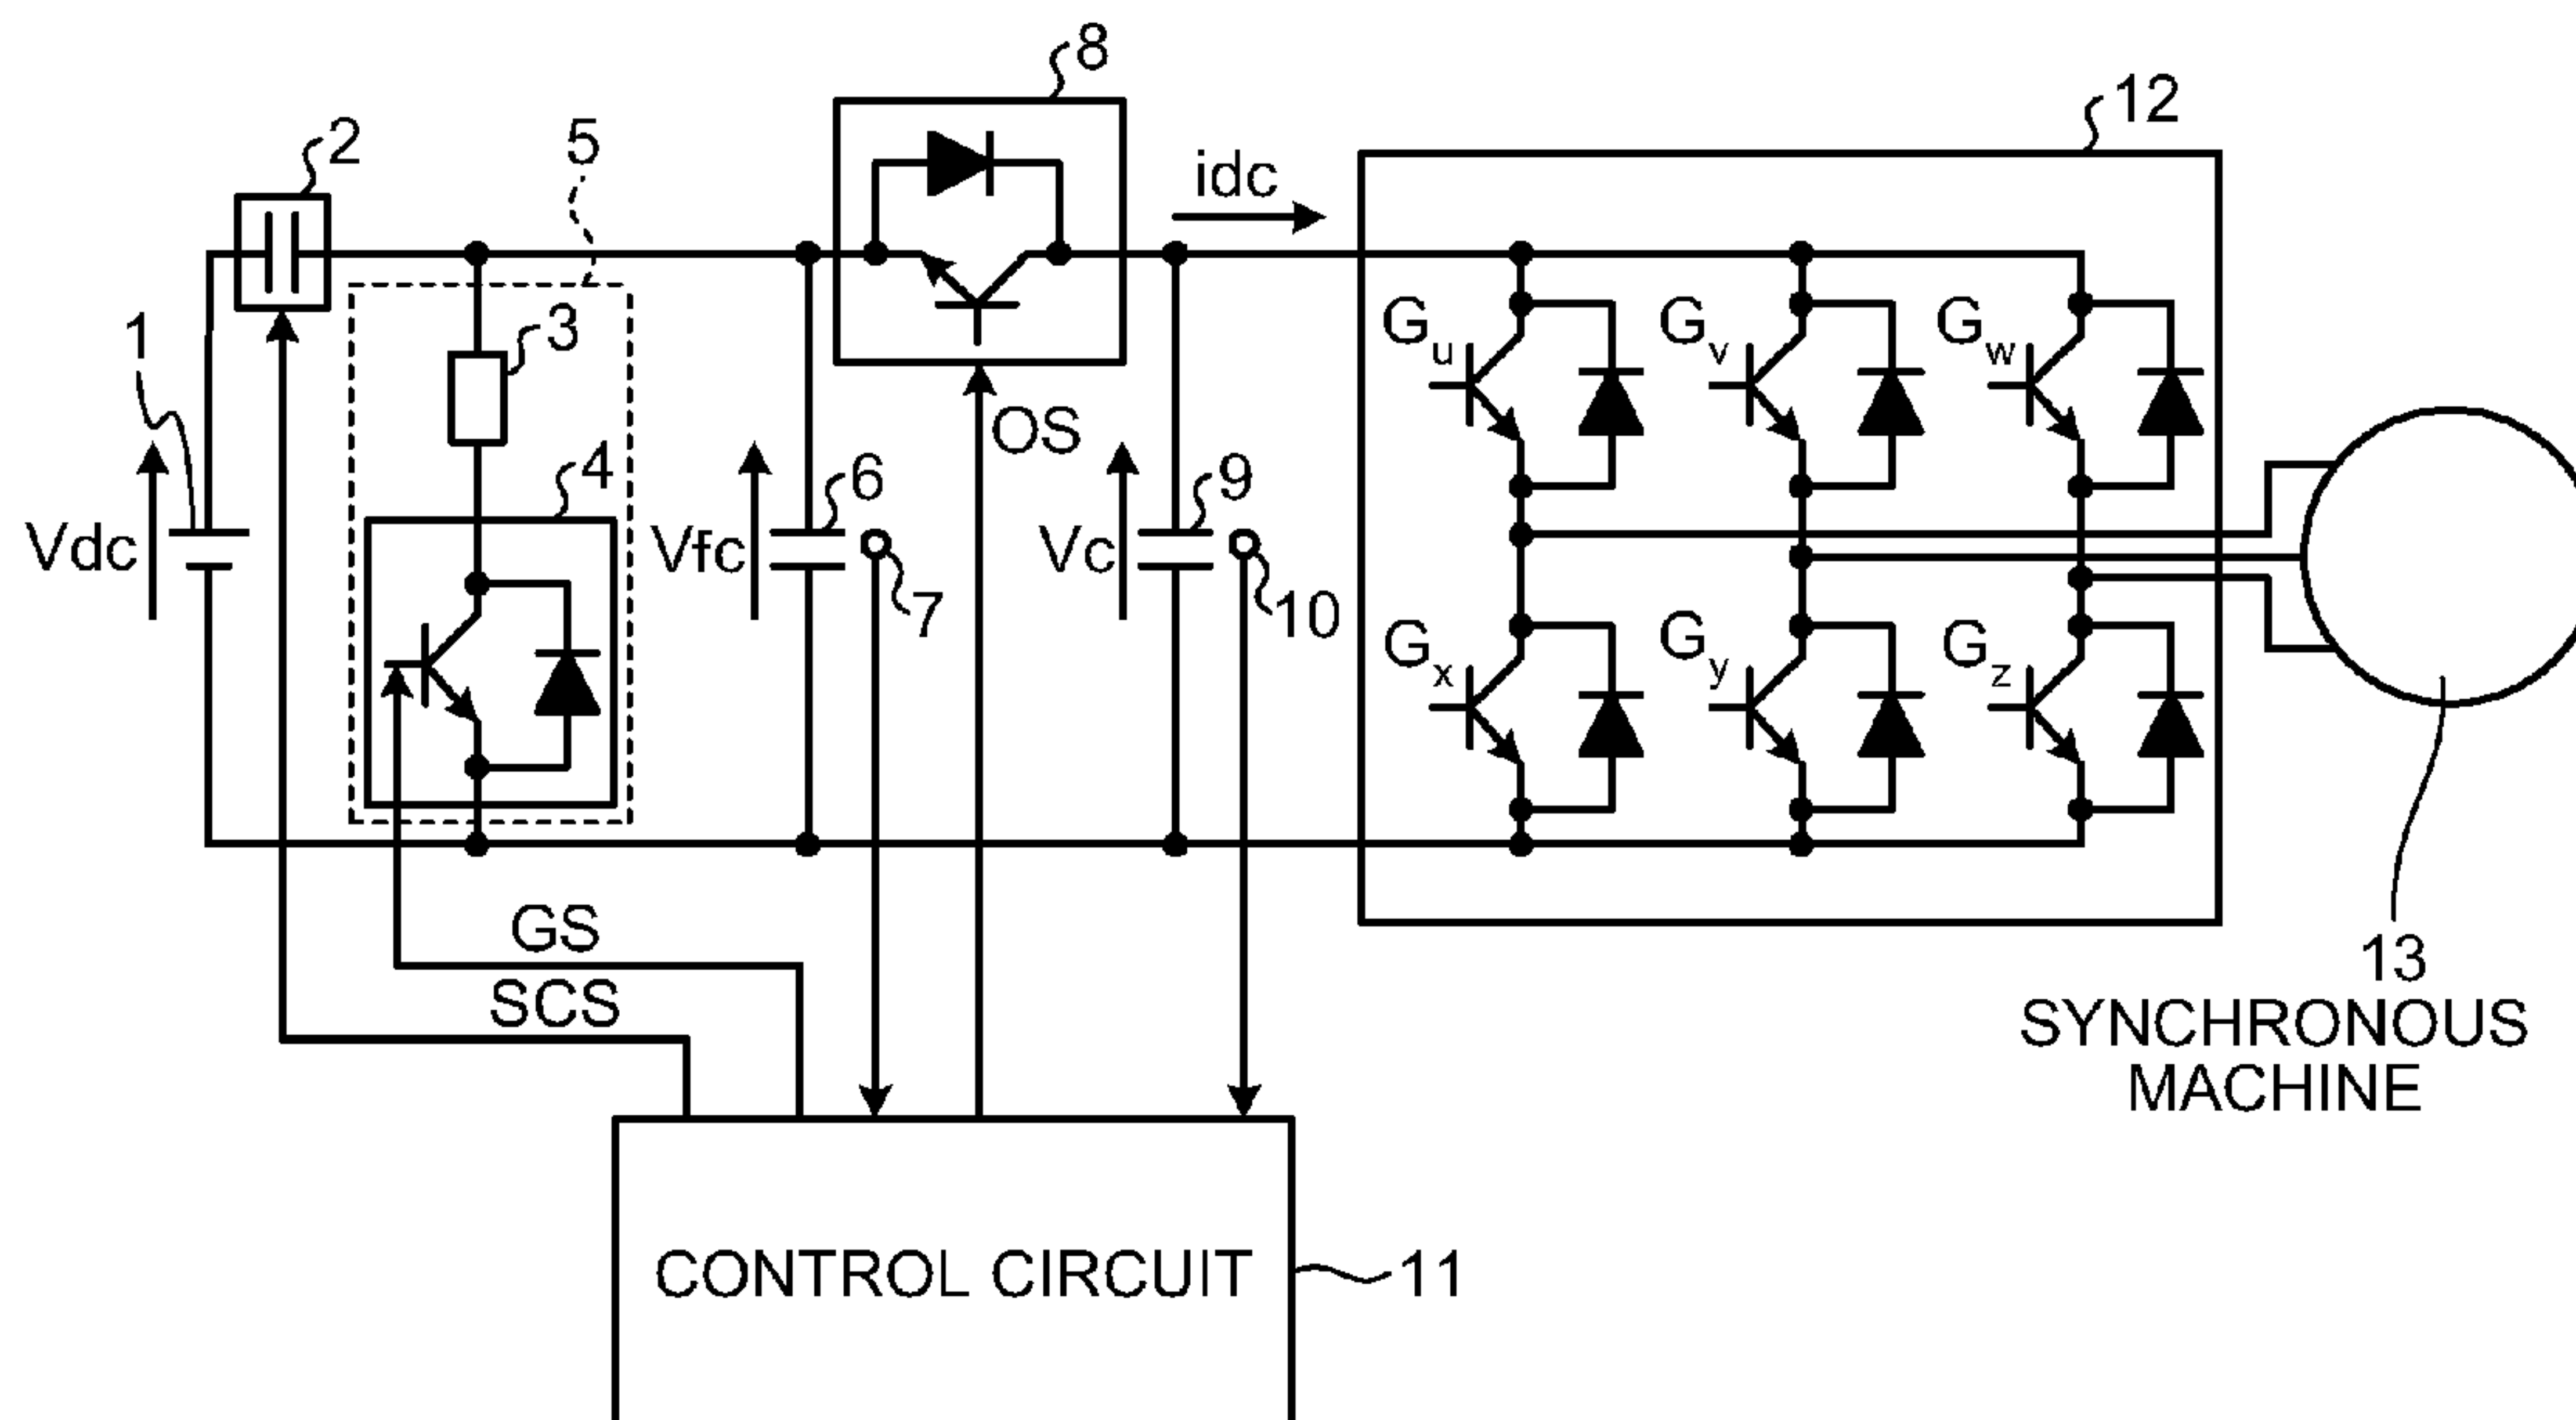 8
12
2
5
idc
1
3
Gu
Gv
Gw
OS
4
6
9
Vdc
Vfc
Vc
7
10
Gx
Gy
Gz
GS
SCS
13
SYNCHRONOUS
MACHINE
CONTROL CIRCUIT
11